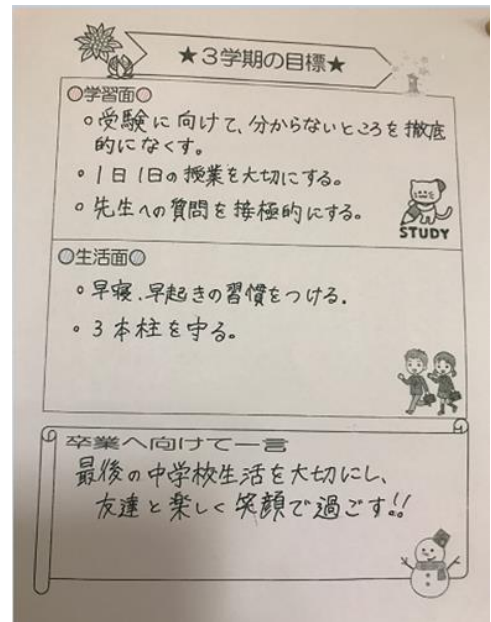 ★3学期の目標★
○学習面○
○受験に向けて、分からないところを撤底
的になくす。
・1日1日の授業を大切にする。
○先生への質問を接極的にする。
STUDY
○生活面○
○早寝.早起きの習慣をつける.
・3本柱を守る。
卒業へ向けて一言
最後の中学校生活を大切にし、
友達と楽しく笑顔で過ごす!!